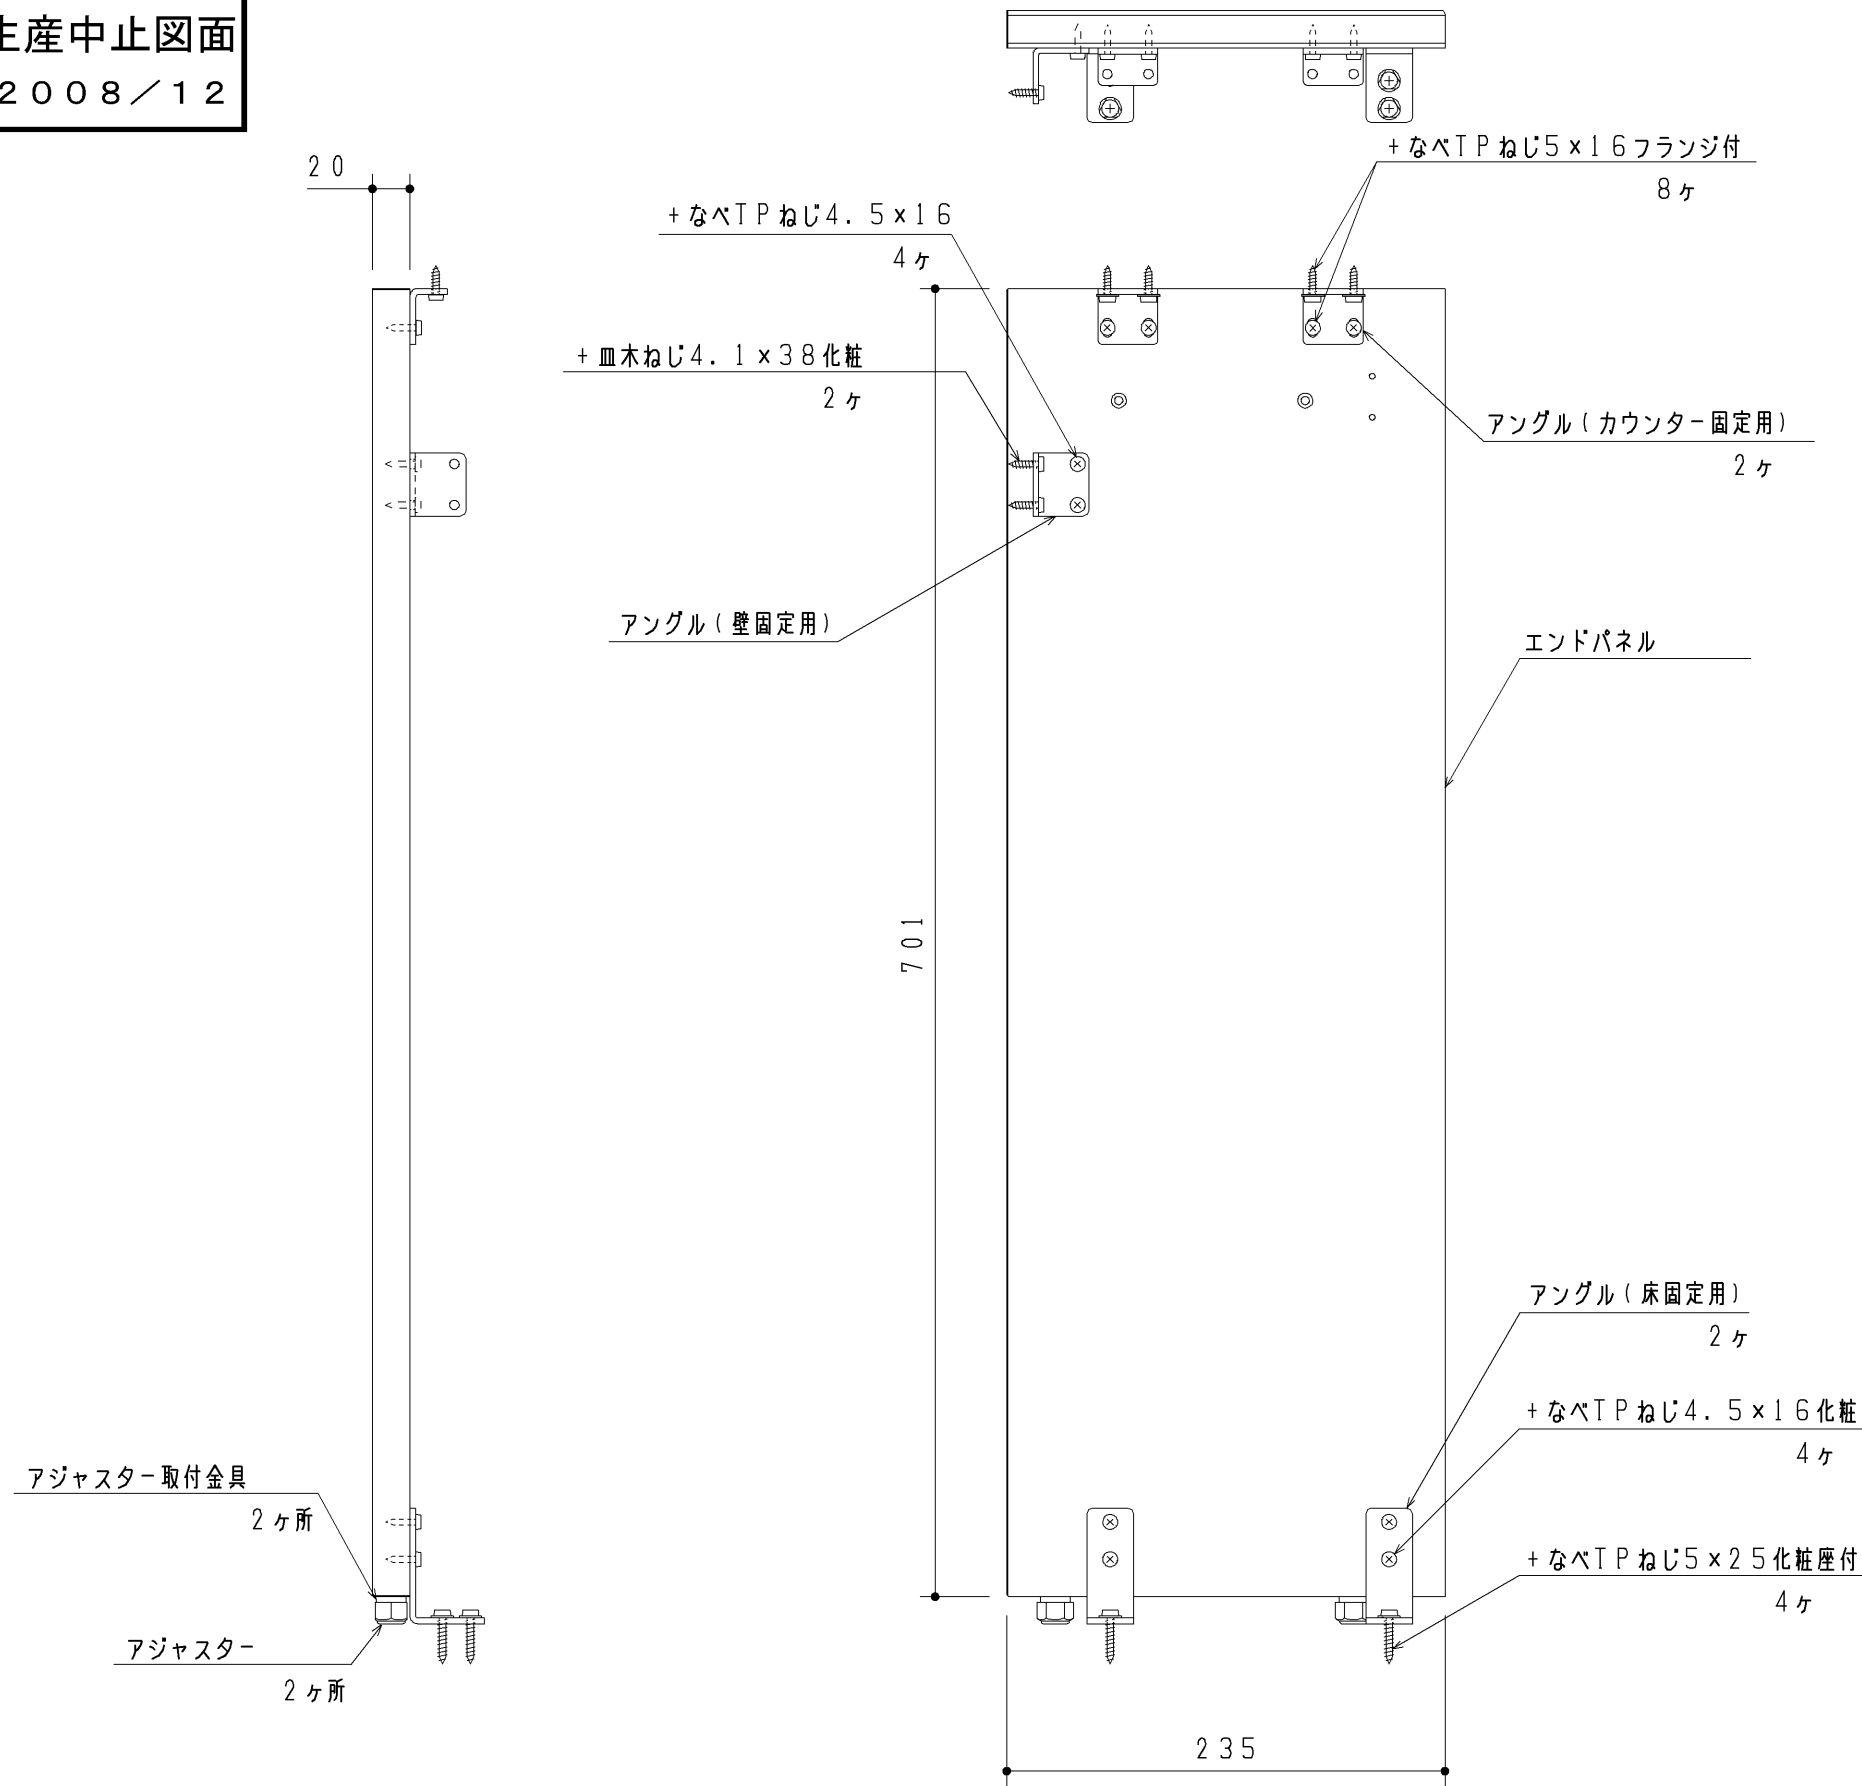 生産中止図面
２００８／１２
20
+なべTPねじ5×16フランジ付
8ヶ
+なべTPねじ4.5×16
4ヶ
+皿木ねじ4.1×38化粧
2ヶ
アングル(カウンター固定用)
2ヶ
アングル(壁固定用)
エンドパネル
701
アングル(床固定用)
2ヶ
+なべTPねじ4.5×16化粧
4ヶ
アジャスター取付金具
2ヶ所
+なべTPねじ5×25化粧座付
4ヶ
アジャスター
2ヶ所
235